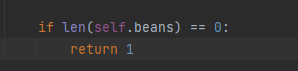 if len(self.beans) == 0:
return 1